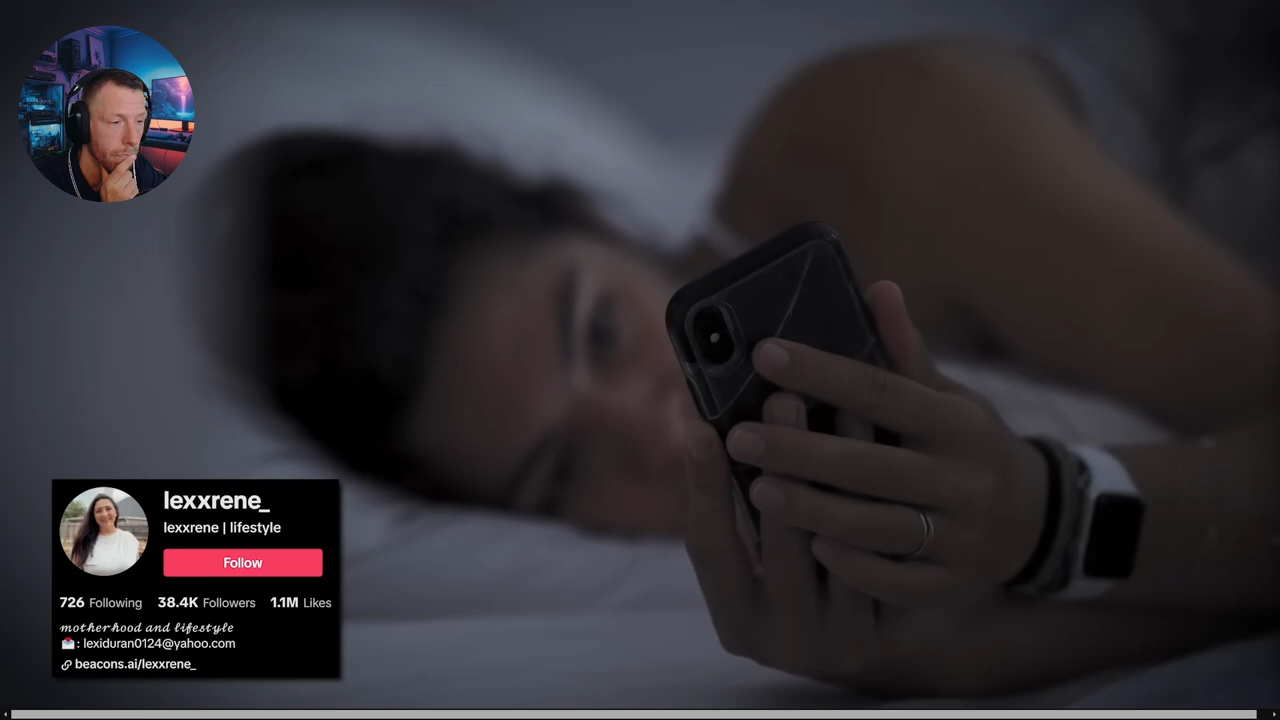 lexxrene_
lexxrene | lifestyle
Follow
726 Following 38.4K Followers 1.1M Likes
motherhood and lifestyle
: lexiduran0124@yahoo.com
beacons.ai/lexxrene_